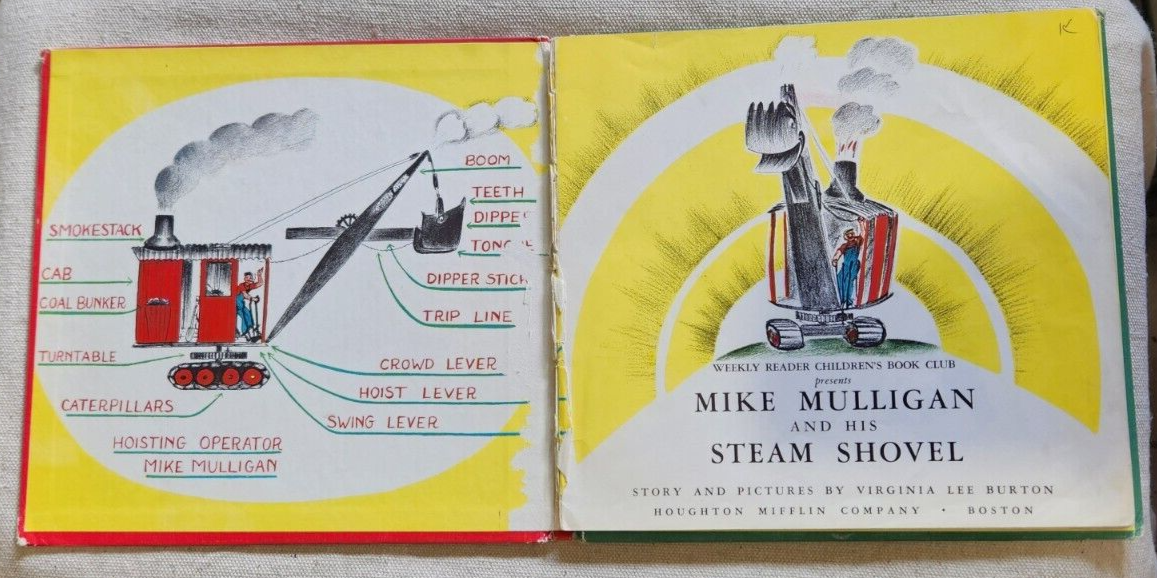 BOOM
TEETH
SMOKESTACK
CAB
DIPPER STICK
COAL BUNKER
TRIP LINE
TURNTABLE
CROWD LEVER
HOIST LEVER
CATERPILLARS
SWING LEVER
HOISTING OPERATOR
MIKE MULLIGAN
WEEKLY READER CHILDREN'S BOOK CLUB
presents
MIKE MULLIGAN
AND HIS
STEAM SHOVEL
STORY AND PICTURES BY VIRGINIA LEE BURTON
HOUGHTON MIFFLIN COMPANY · BOSTON